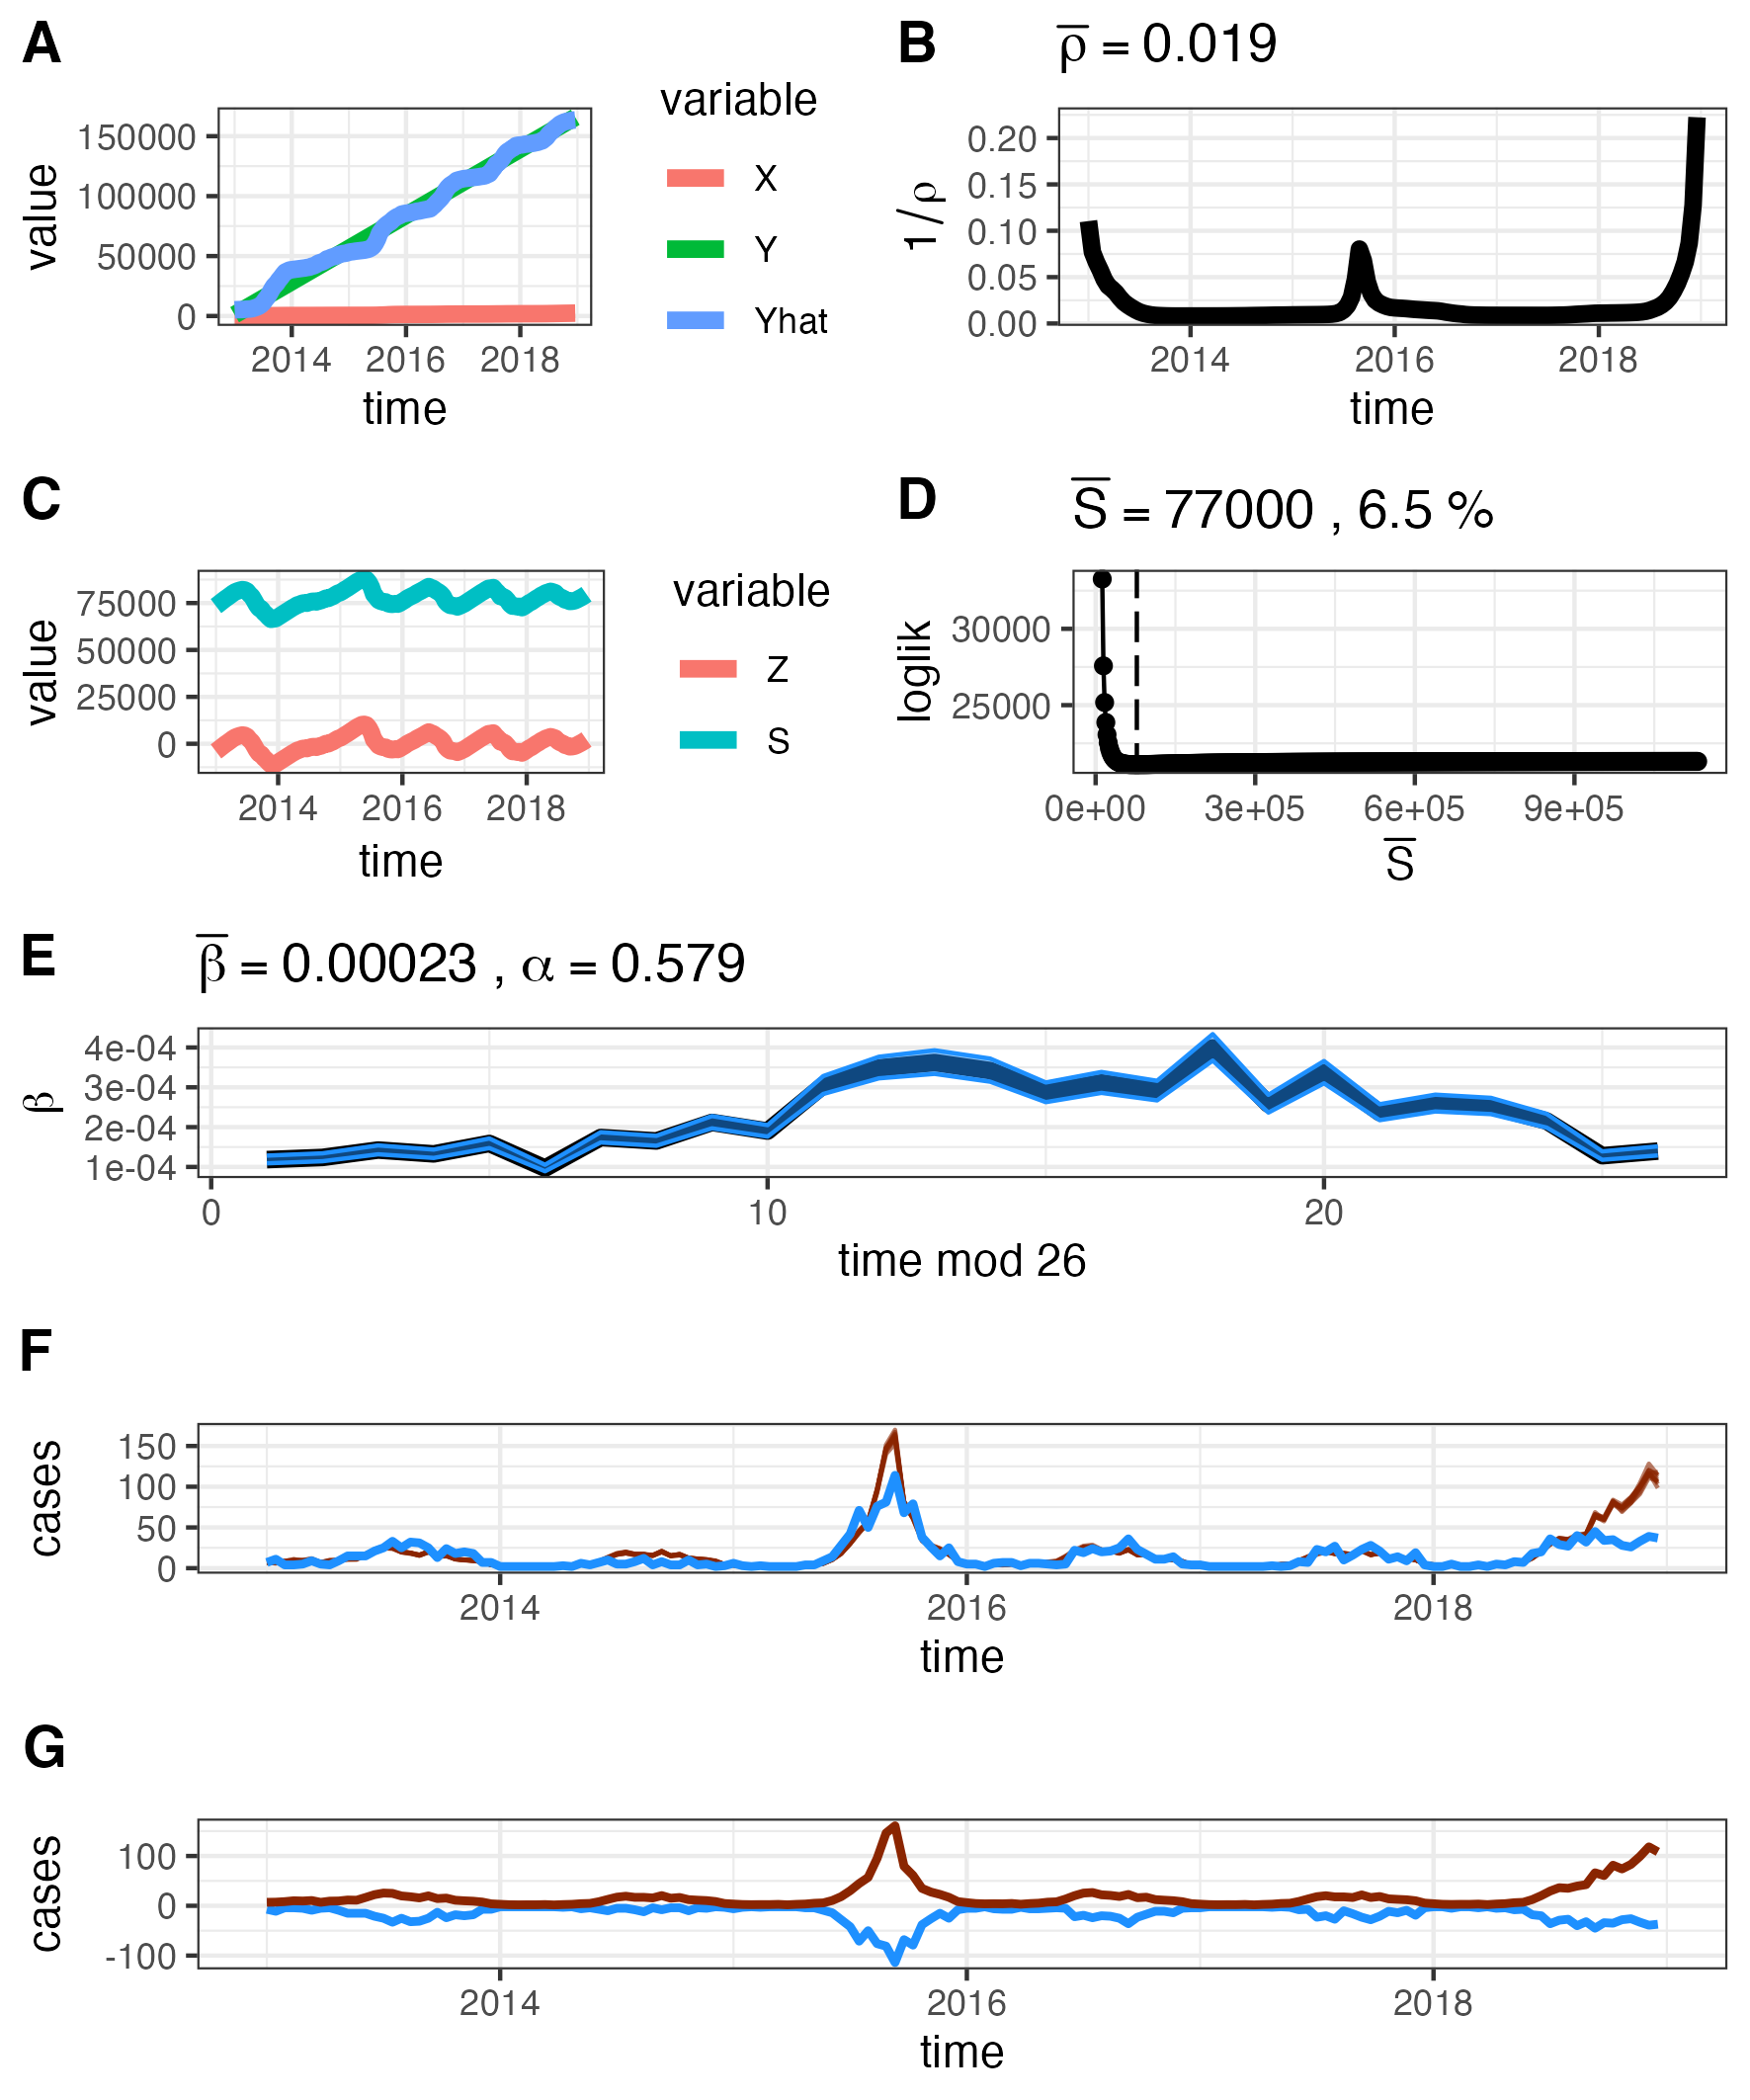 A
value
150000
100000
50000
0
2014 2016 2018
time
variable
X
Y
Yhat
B
ρ̅ = 0.019
1/ρ
0.20
0.15
0.10
0.05
0.00
2014 2016 2018
time
C
value
75000
50000
25000
0
2014 2016 2018
time
variable
Z
S
D
S̅ = 77000 , 6.5 %
loglik
30000
25000
0e+00 3e+05 6e+05 9e+05
S̅
E
β̅ = 0.00023 , α = 0.579
β
4e-04
3e-04
2e-04
1e-04
0 10 20
time mod 26
F
cases
150
100
50
0
2014 2016 2018
time
G
cases
100
0
-100
2014 2016 2018
time